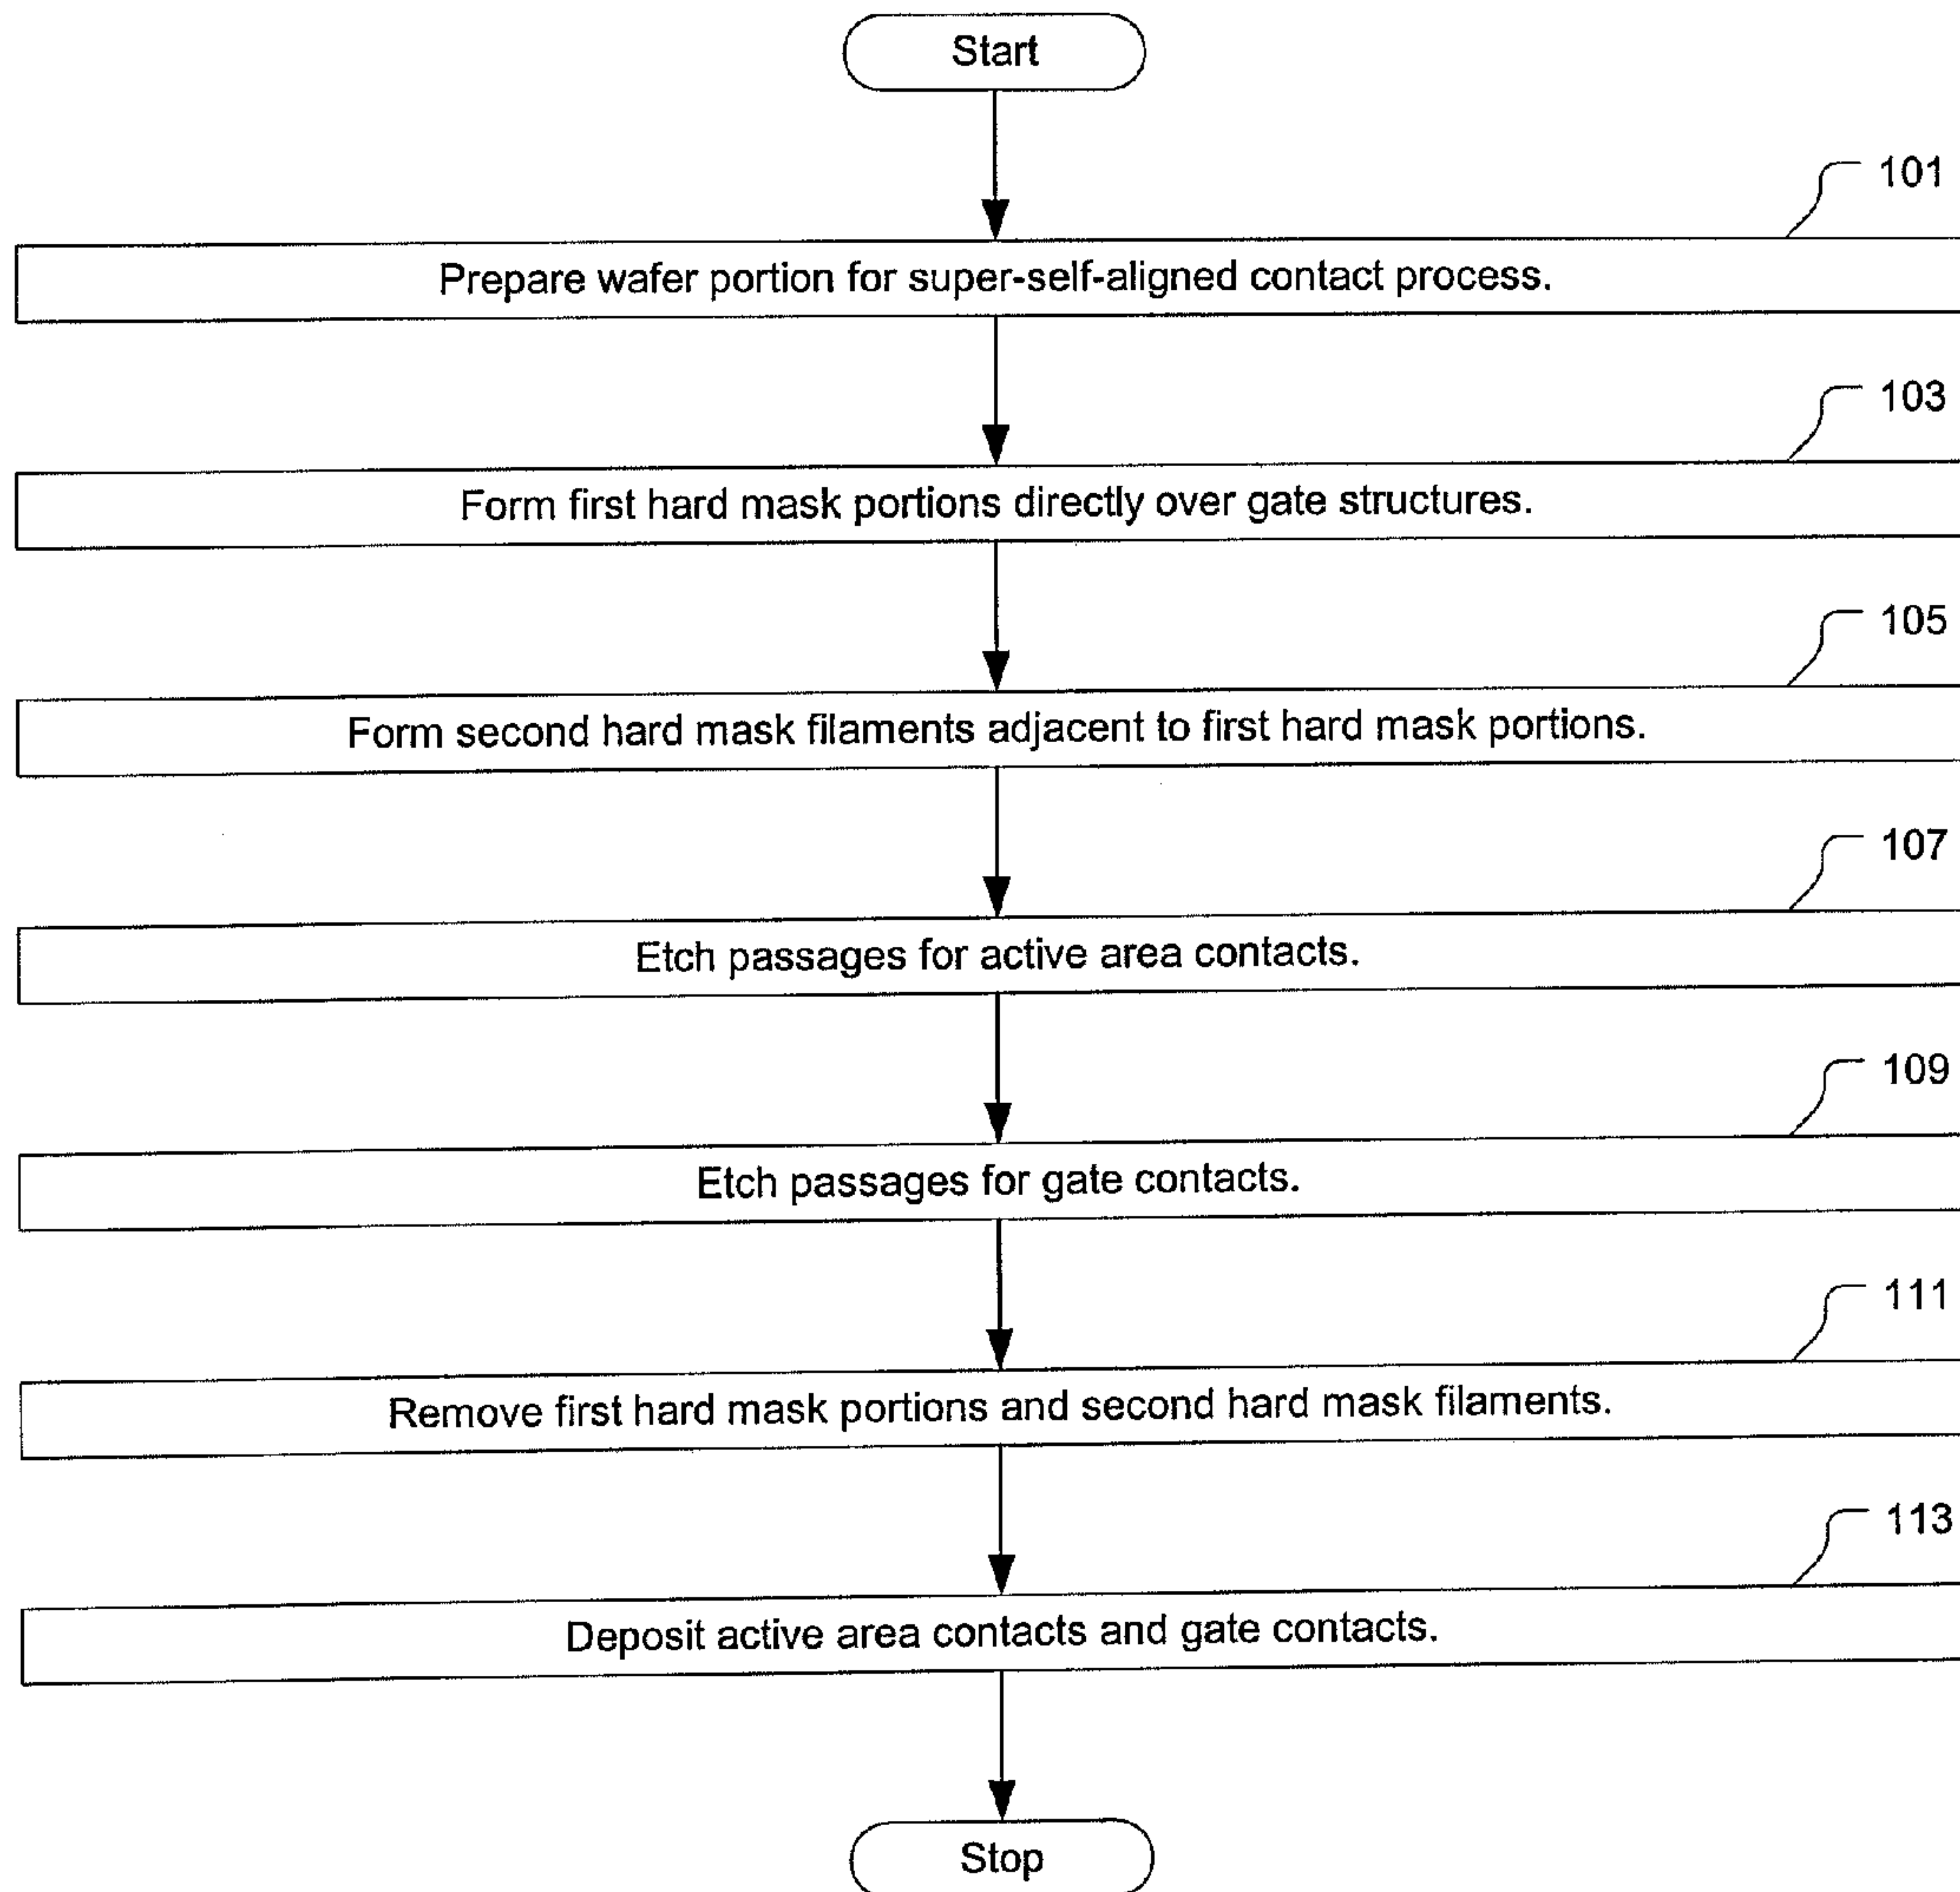 Start
101
Prepare wafer portion for super-self-aligned contact process.
103
Form first hard mask portions directly over gate structures.
105
Form second hard mask filaments adjacent to first hard mask portions.
107
Etch passages for active area contacts.
109
Etch passages for gate contacts.
111
Remove first hard mask portions and second hard mask filaments.
113
Deposit active area contacts and gate contacts.
Stop